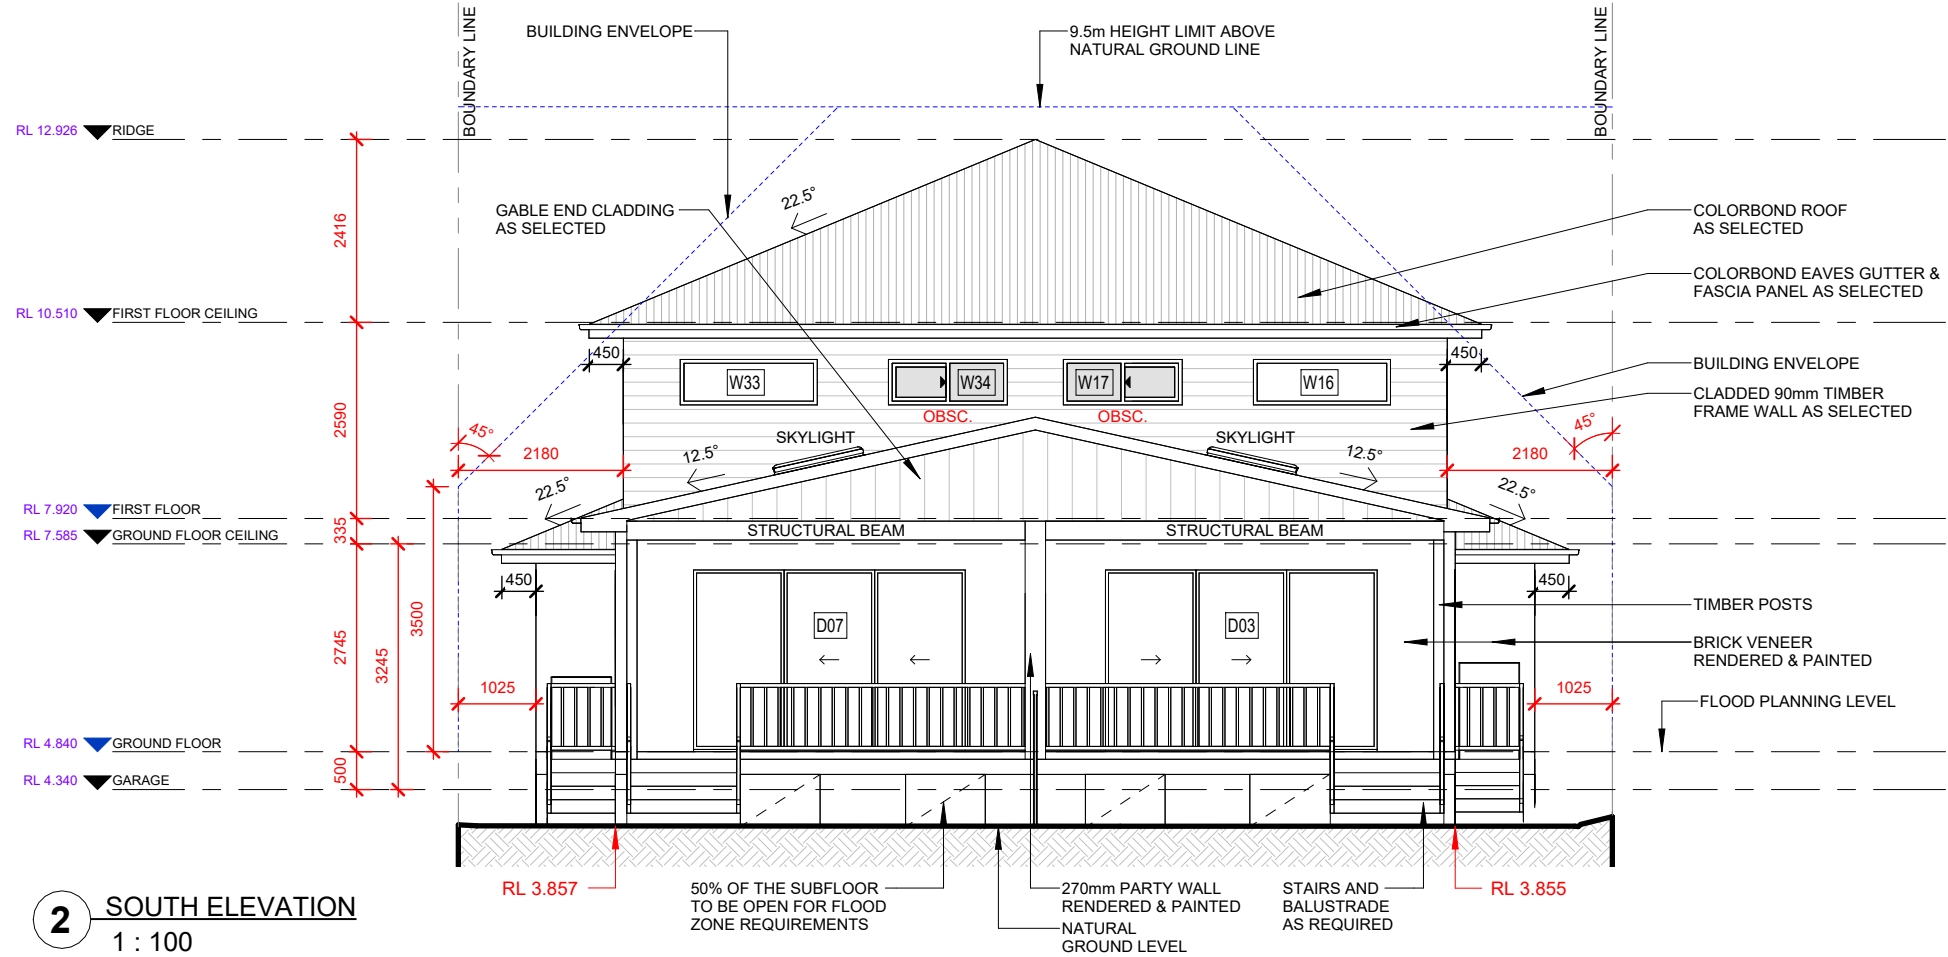 BUILDING ENVELOPE
BOUNDARY LINE
9.5m HEIGHT LIMIT ABOVE
NATURAL GROUND LINE
BOUNDARY LINE
RL 12.926 RIDGE
22.5°
GABLE END CLADDING
AS SELECTED
2416
COLORBOND ROOF
AS SELECTED
COLORBOND EAVES GUTTER &
FASCIA PANEL AS SELECTED
RL 10.510 FIRST FLOOR CEILING
450
450
W33
W34
W17
W16
BUILDING ENVELOPE
CLADDED 90mm TIMBER
FRAME WALL AS SELECTED
2590
OBSC.
OBSC.
45°
45°
SKYLIGHT
SKYLIGHT
2180
12.5°
12.5°
2180
22.5°
22.5°
RL 7.920 FIRST FLOOR
335
RL 7.585 GROUND FLOOR CEILING
STRUCTURAL BEAM
STRUCTURAL BEAM
450
450
3500
2745
3245
D07
D03
TIMBER POSTS
BRICK VENEER
RENDERED & PAINTED
1025
1025
FLOOD PLANNING LEVEL
RL 4.840 GROUND FLOOR
500
RL 4.340 GARAGE
RL 3.857
50% OF THE SUBFLOOR
TO BE OPEN FOR FLOOD
ZONE REQUIREMENTS
270mm PARTY WALL
RENDERED & PAINTED
NATURAL
GROUND LEVEL
STAIRS AND
BALUSTRADE
AS REQUIRED
RL 3.855
2 SOUTH ELEVATION
1 : 100